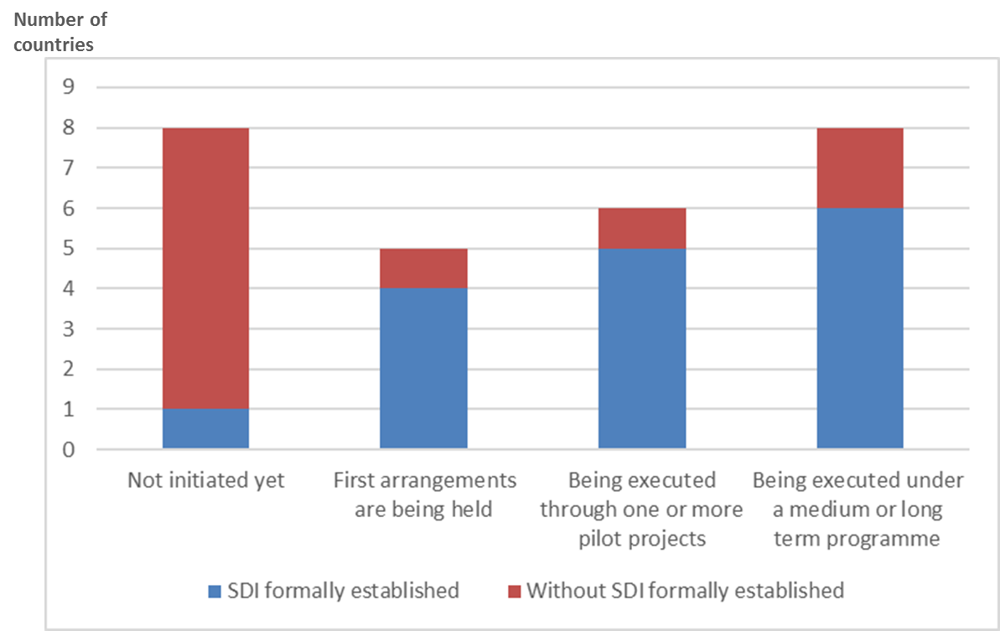 Number of
countries
9
8
7
6
5
4
3
2
1
0
Not initiated yet
First arrangements
are being held
Being executed
through one or more
pilot projects
Being executed under
a medium or long
term programme
SDI formally established
Without SDI formally established